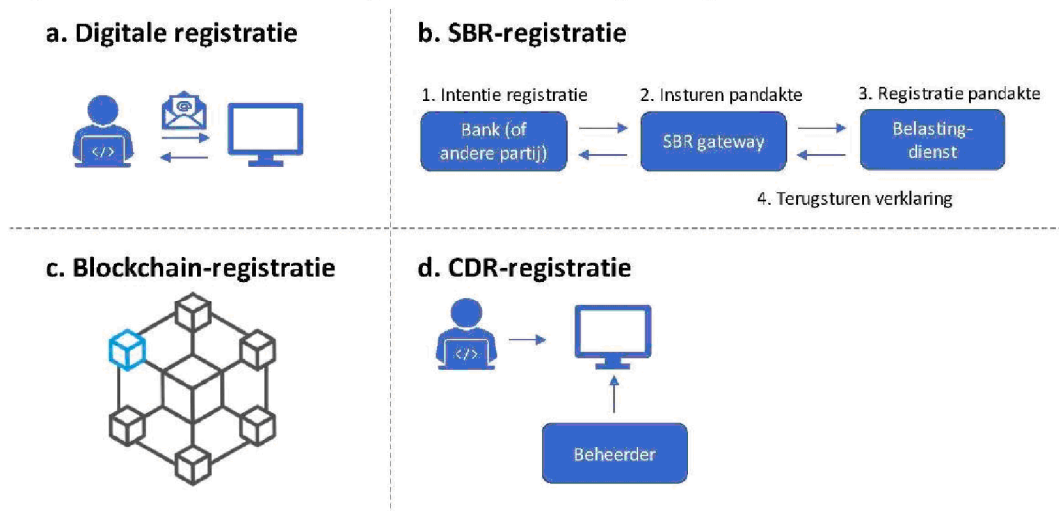 a. Digitale registratie
@
</>
b. SBR-registratie
1. Intentie registratie
Bank (of
andere partij)
2. Insturen pandakte
SBR gateway
3. Registratie pandakte
Belasting-
dienst
4. Terugsturen verklaring
c. Blockchain-registratie
d. CDR-registratie
</>
Beheerder